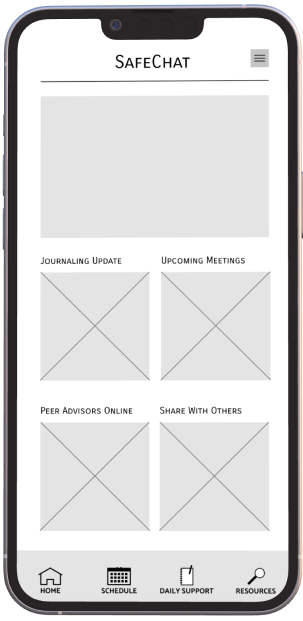 SafeChat
Journaling Update
Upcoming Meetings
Peer Advisors Online
Share With Others
HOME
SCHEDULE
DAILY SUPPORT
RESOURCES